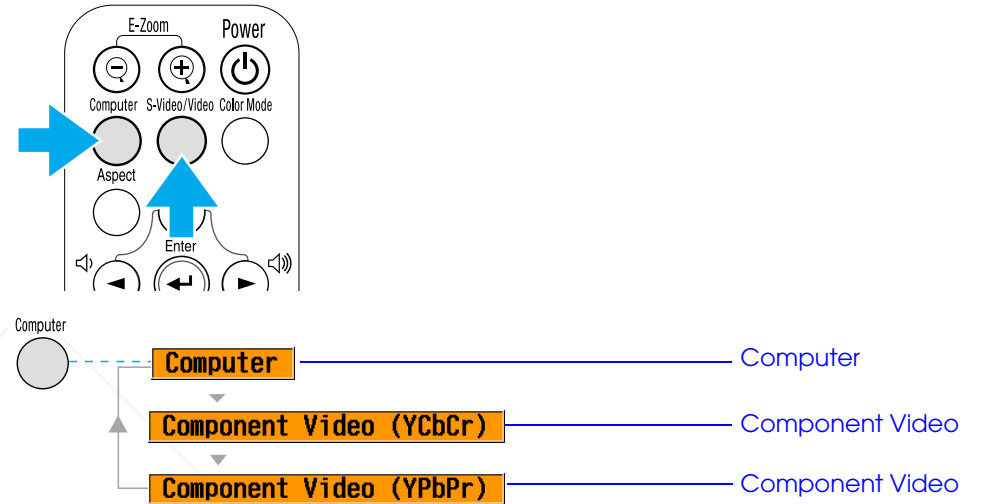 E-Zoom Power
Computer S-Video/Video Color Mode
Aspect
Enter
Computer
Computer Computer
Component Video (YCbCr) Component Video
Component Video (YPbPr) Component Video